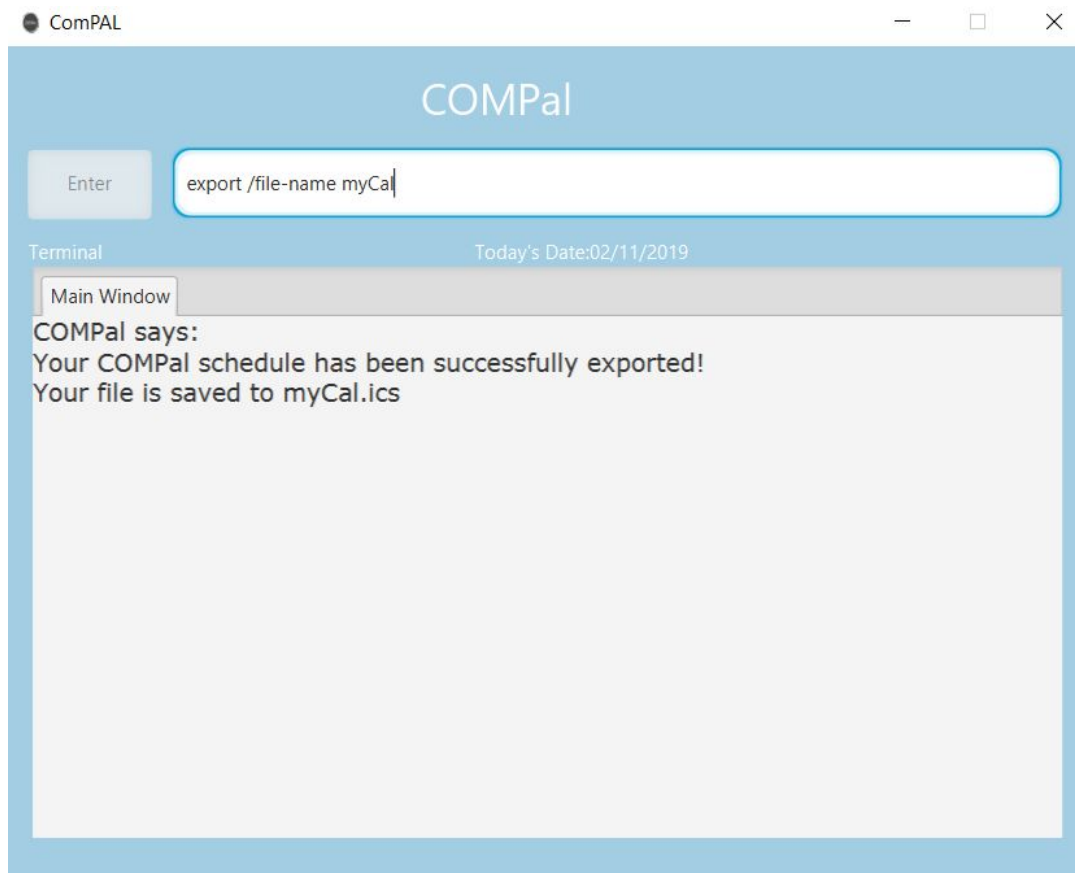 ComPAL
COMPal
Enter
export /file-name myCal
Terminal
Today's Date:02/11/2019
Main Window
COMPal says:
Your COMPal schedule has been successfully exported!
Your file is saved to myCal.ics